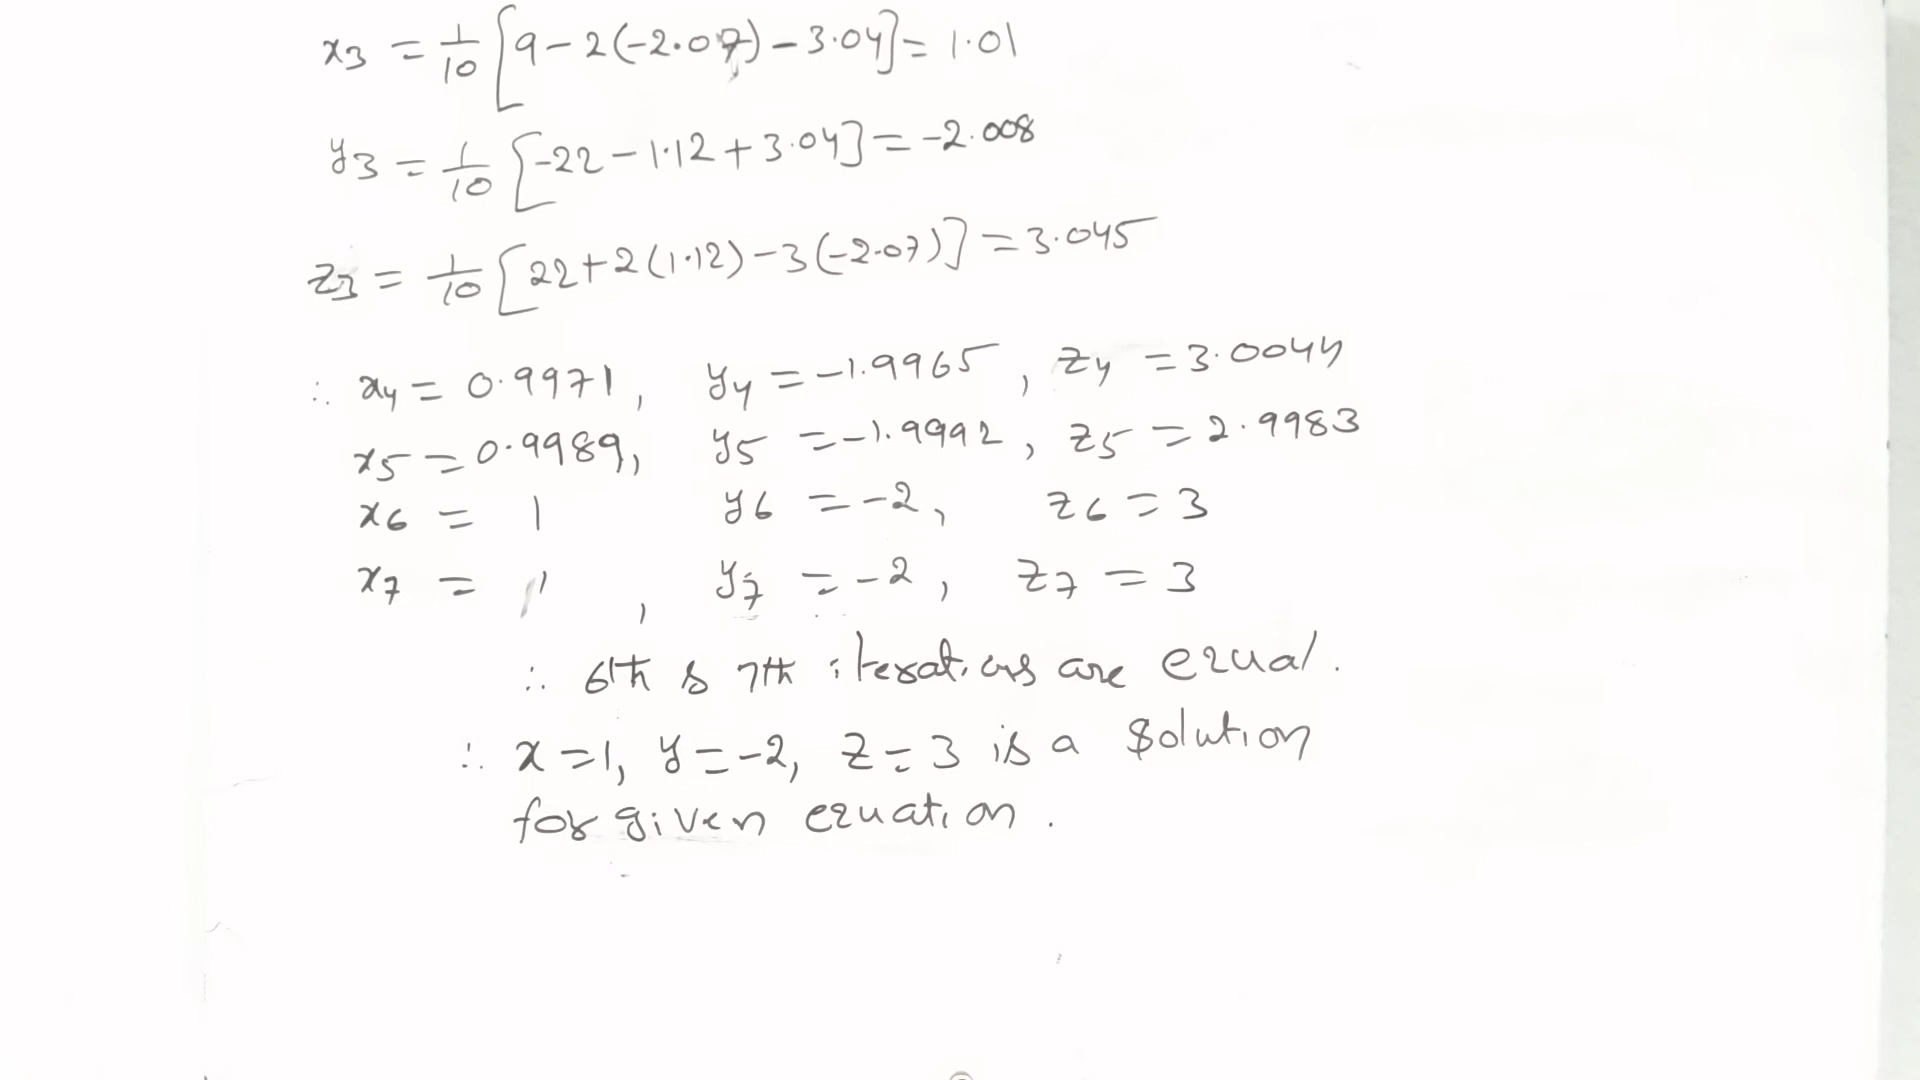 x3 = 1/10 [9-2(-2.07)-3.04] = 1.01
y3 = 1/10 [-22-1.12+3.04] = -2.008
z3 = 1/10 [22+2(1.12)-3(-2.07)] = 3.045
∴ x4 = 0.9971, y4 = -1.9965, z4 = 3.0044
x5 = 0.9989, y5 = -1.9992, z5 = 2.9983
x6 = 1 y6 = -2, z6 = 3
x7 = 1, y7 = -2, z7 = 3
∴ 6th & 7th iterations are equal.
∴ x=1, y=-2, z=3 is a solution
for given equation.